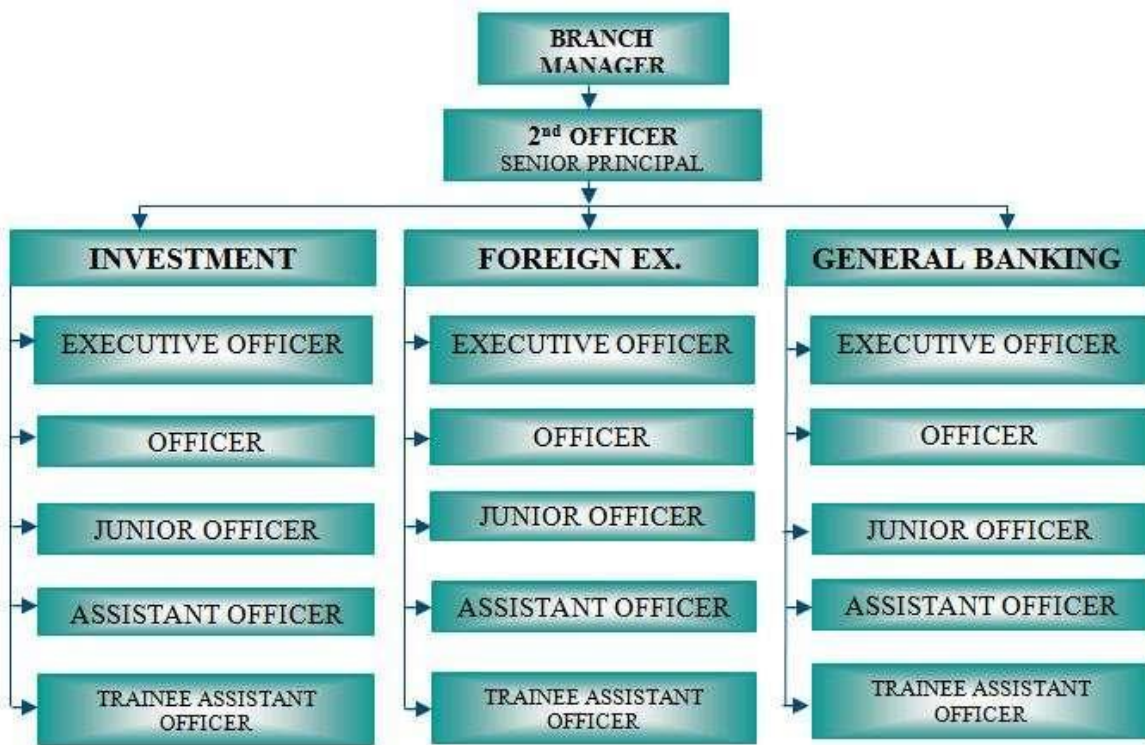 BRANCH
MANAGER
2nd OFFICER
SENIOR PRINCIPAL
INVESTMENT
EXECUTIVE OFFICER
OFFICER
JUNIOR OFFICER
ASSISTANT OFFICER
TRAINEE ASSISTANT
OFFICER
FOREIGN EX.
EXECUTIVE OFFICER
OFFICER
JUNIOR OFFICER
ASSISTANT OFFICER
TRAINEE ASSISTANT
OFFICER
GENERAL BANKING
EXECUTIVE OFFICER
OFFICER
JUNIOR OFFICER
ASSISTANT OFFICER
TRAINEE ASSISTANT
OFFICER